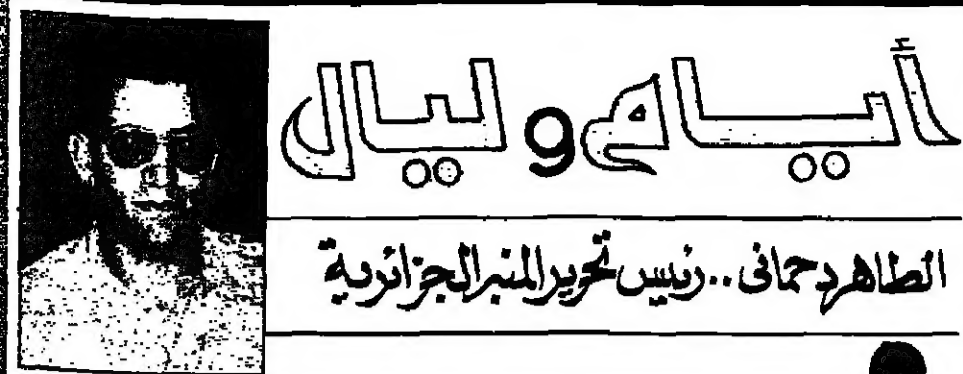 أيام وليال
الطاهر دحمانى .. رئيس تحرير المنبر الجزائرية